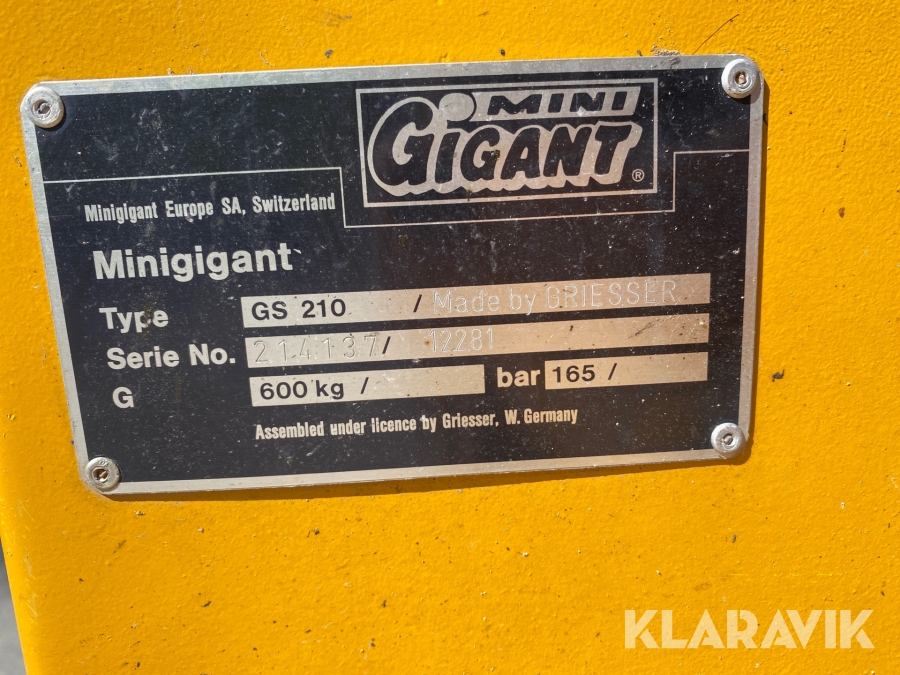 MINI
GIGANT ®
Minigigant Europe SA, Switzerland
Minigigant
Type GS 210 / Made by GRIESSER
Serie No. 214137/ 12281
G 600 kg / bar 165 /
Assembled under licence by Griesser, W. Germany
KLARAVIK